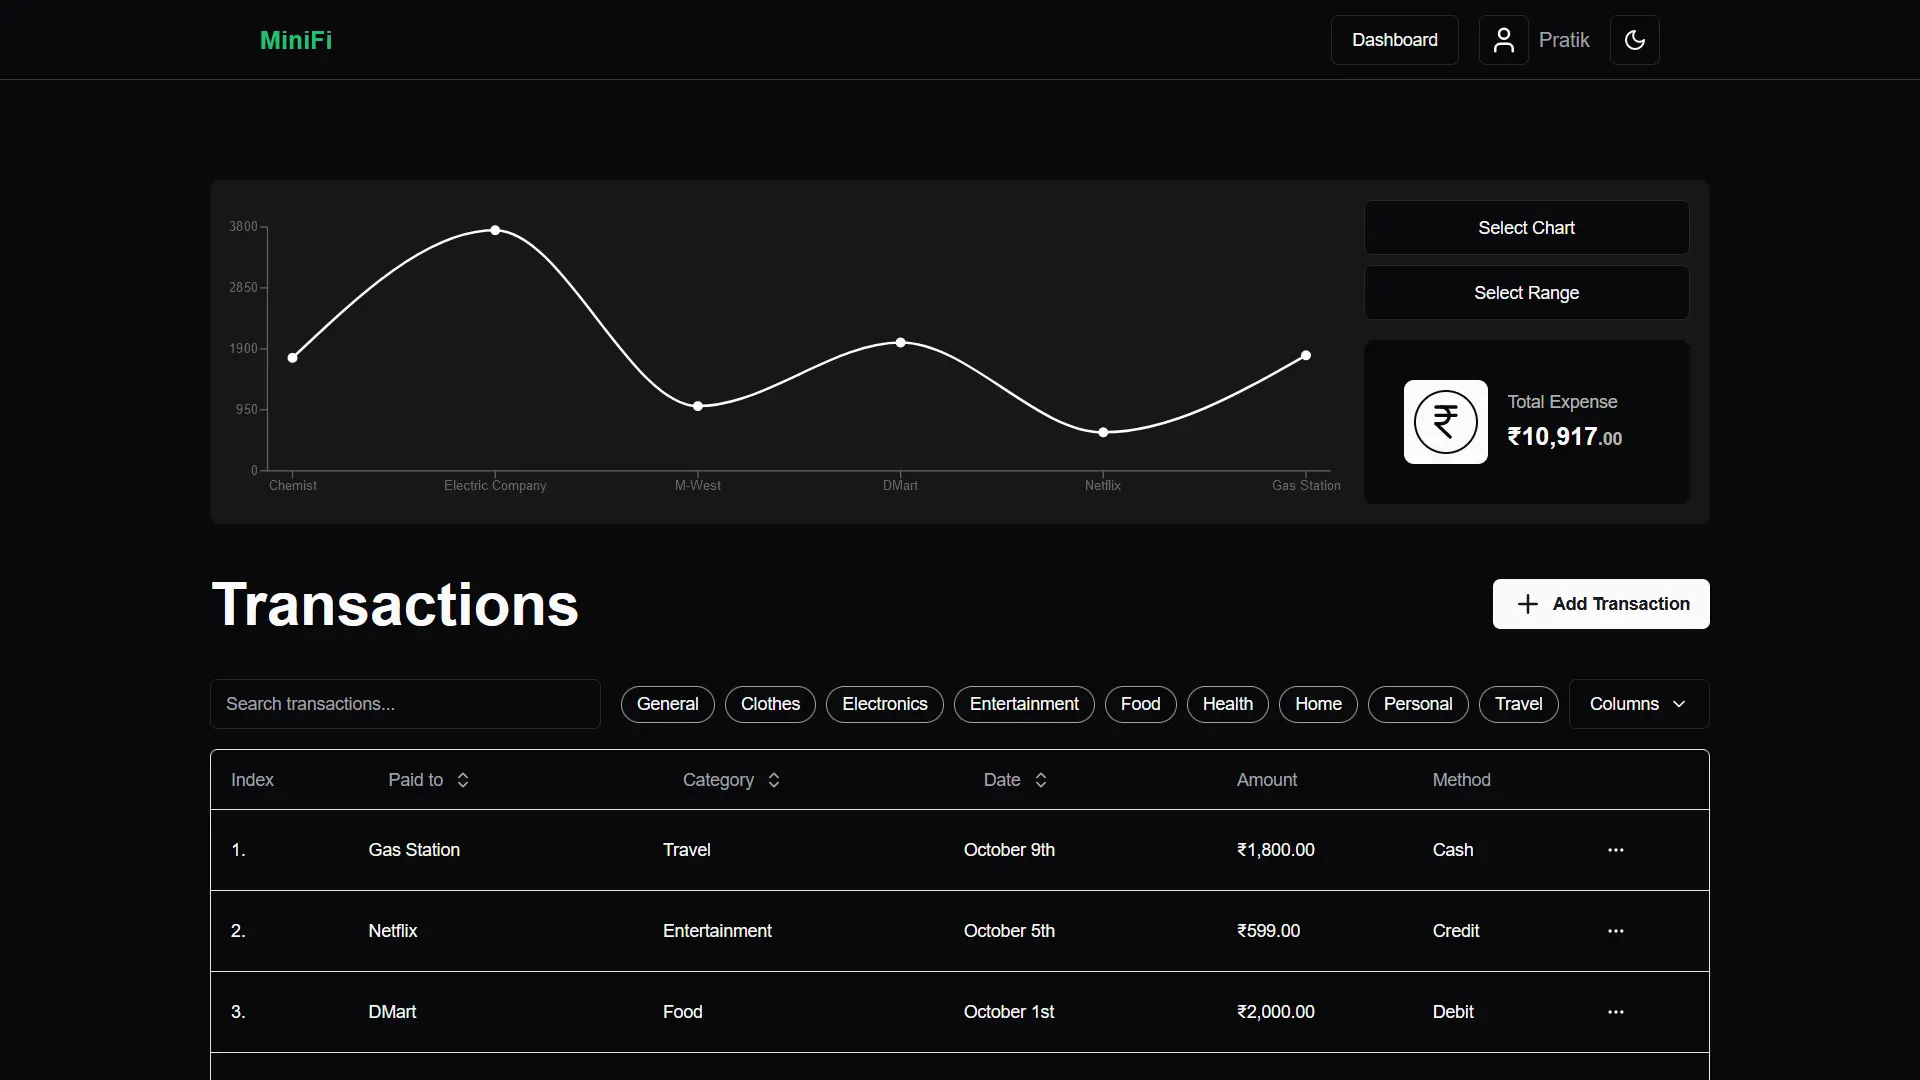 MiniFi
Dashboard
Pratik
3800
2850
1900
950
0
Chemist Electric Company M-West DMart Netflix Gas Station
Select Chart
Select Range
₹
Total Expense
₹10,917.00
Transactions
Add Transaction
Search transactions...
General Clothes Electronics Entertainment Food Health Home Personal Travel Columns
Index Paid to Category Date Amount Method
1. Gas Station Travel October 9th ₹1,800.00 Cash ...
2. Netflix Entertainment October 5th ₹599.00 Credit ...
3. DMart Food October 1st ₹2,000.00 Debit ...